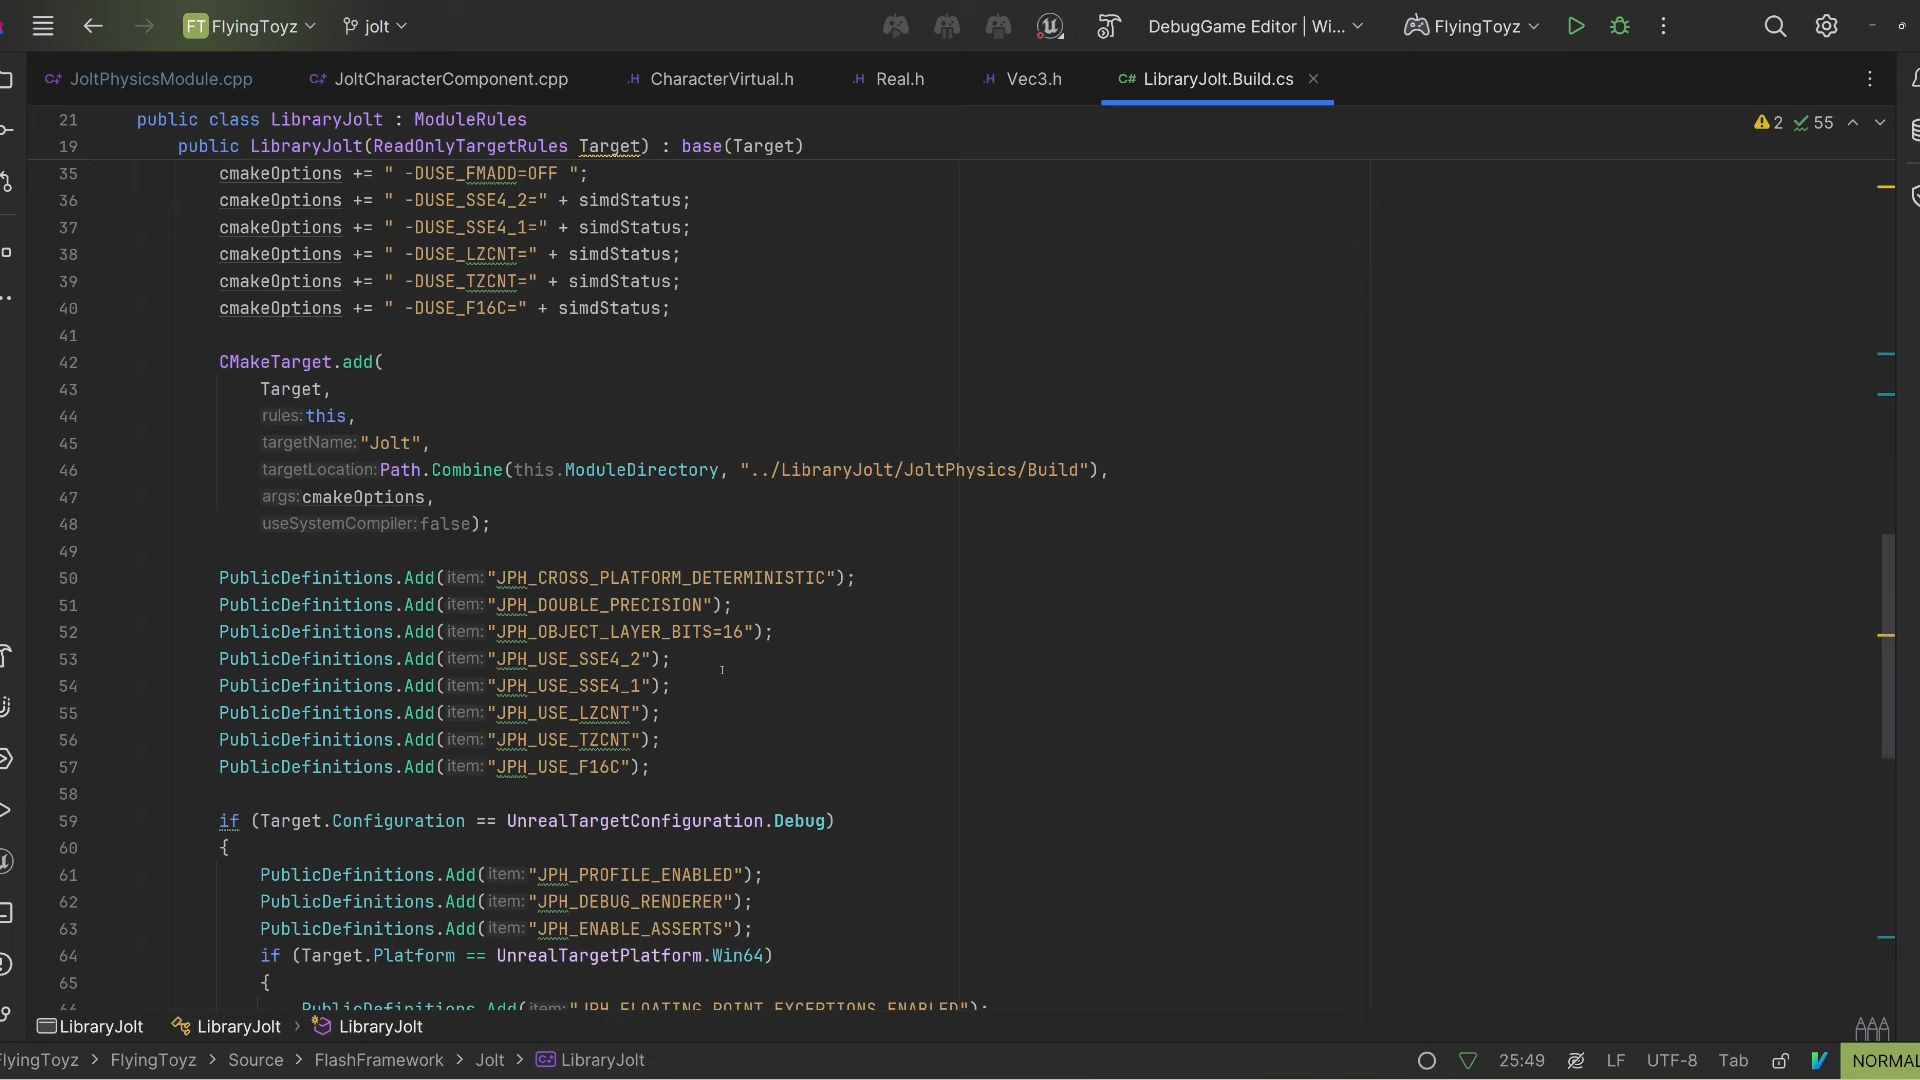 FT FlyingToyz jolt DebugGame Editor | Wi... FlyingToyz
JoltPhysicsModule.cpp JoltCharacterComponent.cpp .H CharacterVirtual.h .H Real.h .H Vec3.h C# LibraryJolt.Build.cs
21 public class LibraryJolt : ModuleRules 2 55
19 public LibraryJolt(ReadOnlyTargetRules Target) : base(Target)
35 cmakeOptions += " -DUSE_FMADD=OFF ";
36 cmakeOptions += " -DUSE_SSE4_2=" + simdStatus;
37 cmakeOptions += " -DUSE_SSE4_1=" + simdStatus;
38 cmakeOptions += " -DUSE_LZCNT=" + simdStatus;
39 cmakeOptions += " -DUSE_TZCNT=" + simdStatus;
40 cmakeOptions += " -DUSE_F16C=" + simdStatus;
41
42 CMakeTarget.add(
43 Target,
44 rules: this,
45 targetName: "Jolt",
46 targetLocation: Path.Combine(this.ModuleDirectory, "../LibraryJolt/JoltPhysics/Build"),
47 args: cmakeOptions,
48 useSystemCompiler: false);
49
50 PublicDefinitions.Add(item: "JPH_CROSS_PLATFORM_DETERMINISTIC");
51 PublicDefinitions.Add(item: "JPH_DOUBLE_PRECISION");
52 PublicDefinitions.Add(item: "JPH_OBJECT_LAYER_BITS=16");
53 PublicDefinitions.Add(item: "JPH_USE_SSE4_2");
54 PublicDefinitions.Add(item: "JPH_USE_SSE4_1");
55 PublicDefinitions.Add(item: "JPH_USE_LZCNT");
56 PublicDefinitions.Add(item: "JPH_USE_TZCNT");
57 PublicDefinitions.Add(item: "JPH_USE_F16C");
58
59 if (Target.Configuration == UnrealTargetConfiguration.Debug)
60 {
61 PublicDefinitions.Add(item: "JPH_PROFILE_ENABLED");
62 PublicDefinitions.Add(item: "JPH_DEBUG_RENDERER");
63 PublicDefinitions.Add(item: "JPH_ENABLE_ASSERTS");
64 if (Target.Platform == UnrealTargetPlatform.Win64)
65 {
66 PublicDefinitions.Add(item: "JPH_FLOATING_POINT_EXCEPTIONS_ENABLED");
LibraryJolt LibraryJolt › LibraryJolt
lyingToyz > FlyingToyz > Source > FlashFramework > Jolt > LibraryJolt 25:49 LF UTF-8 Tab NORMAL